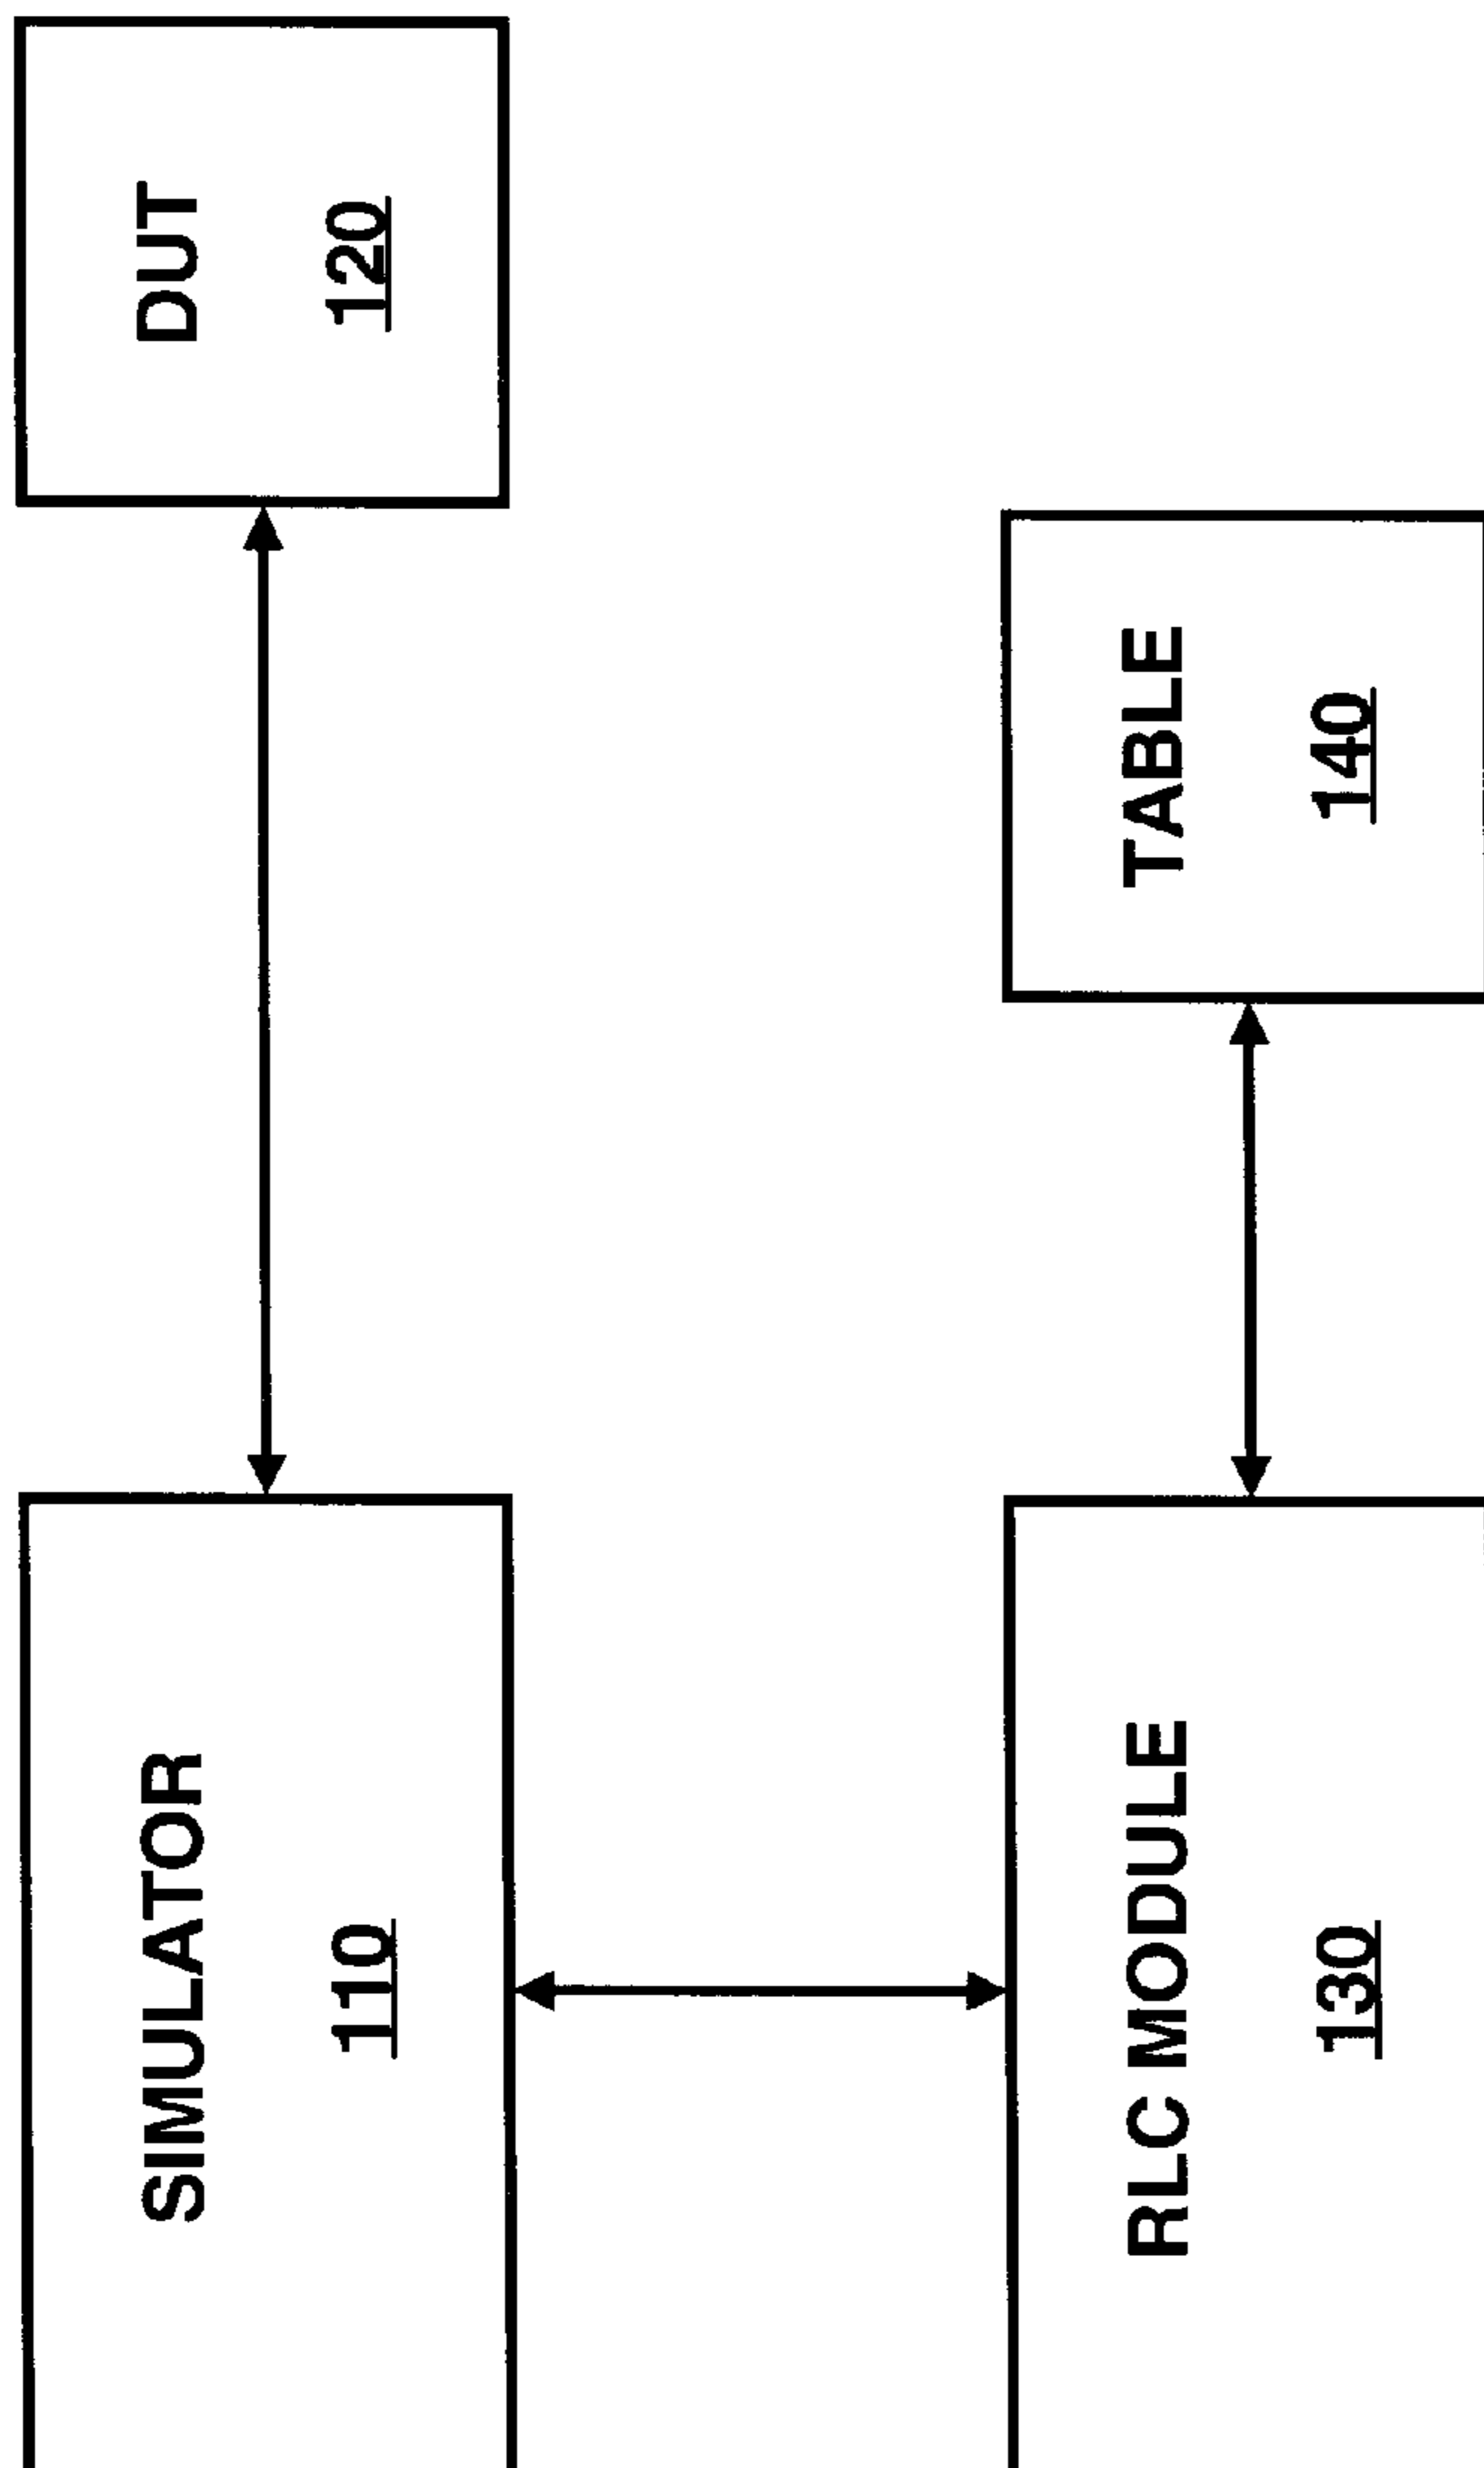 SIMULATOR
110
DUT
120
RLC MODULE
130
TABLE
140